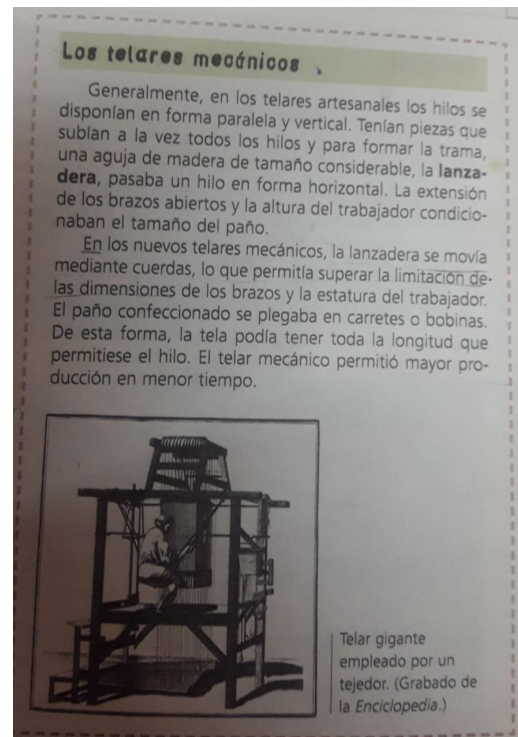 Los telares mecánicos
Generalmente, en los telares artesanales los hilos se
disponían en forma paralela y vertical. Tenían piezas que
subían a la vez todos los hilos y para formar la trama,
una aguja de madera de tamaño considerable, la lanza-
dera, pasaba un hilo en forma horizontal. La extensión
de los brazos abiertos y la altura del trabajador condicio-
naban el tamaño del paño.
En los nuevos telares mecánicos, la lanzadera se movía
mediante cuerdas, lo que permitía superar la limitación de
las dimensiones de los brazos y la estatura del trabajador.
El paño confeccionado se plegaba en carretes o bobinas.
De esta forma, la tela podía tener toda la longitud que
permitiese el hilo. El telar mecánico permitió mayor pro-
ducción en menor tiempo.
Telar gigante
empleado por un
tejedor. (Grabado de
la Enciclopedia.)